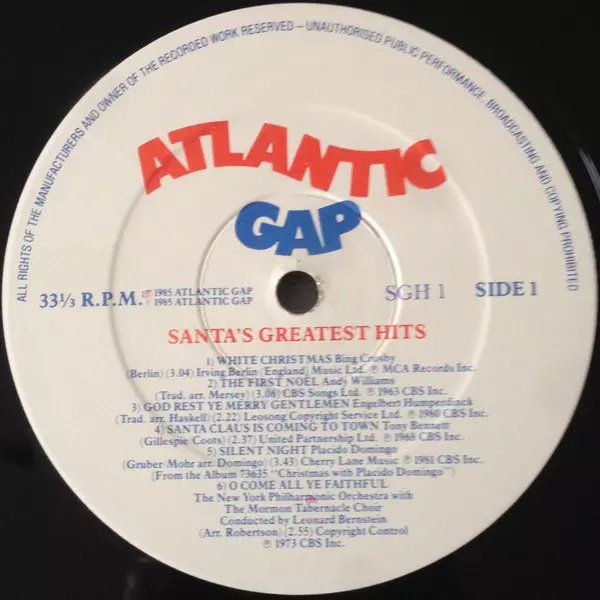 ALL RIGHTS OF THE MANUFACTURERS AND OWNER OF THE RECORDED WORK RESERVED – UNAUTHORISED PUBLIC PERFORMANCE, BROADCASTING AND COPYING PROHIBITED
ATLANTIC
GAP
33⅓ R.P.M. ℗ 1985 ATLANTIC GAP
© 1985 ATLANTIC GAP
SGH 1 SIDE 1
SANTA'S GREATEST HITS
1) WHITE CHRISTMAS Bing Crosby
(Berlin) (3.04) Irving Berlin (England) Music Ltd. ℗ MCA Records Inc.
2) THE FIRST NOEL Andy Williams
(Trad. arr. Mersey) (3.06) CBS Songs Ltd. ℗ 1963 CBS Inc.
3) GOD REST YE MERRY GENTLEMEN Engelbert Humpendinck
(Trad. arr. Haskell) (2.22) Leosong Copyright Service Ltd. ℗ 1980 CBS Inc.
4) SANTA CLAUS IS COMING TO TOWN Tony Bennett
(Gillespie Coots) (2.37) United Partnership Ltd. ℗ 1968 CBS Inc.
5) SILENT NIGHT Placido Domingo
(Gruber/Mohr arr. Domingo) (3.43) Cherry Lane Music ℗ 1981 CBS Inc.
(From the Album 73635 "Christmas with Placido Domingo")
6) O COME ALL YE FAITHFUL
The New York Philharmonic Orchestra with
The Mormon Tabernacle Choir
Conducted by Leonard Bernstein
(Arr. Robertson) (2.55) Copyright Control
℗ 1973 CBS Inc.